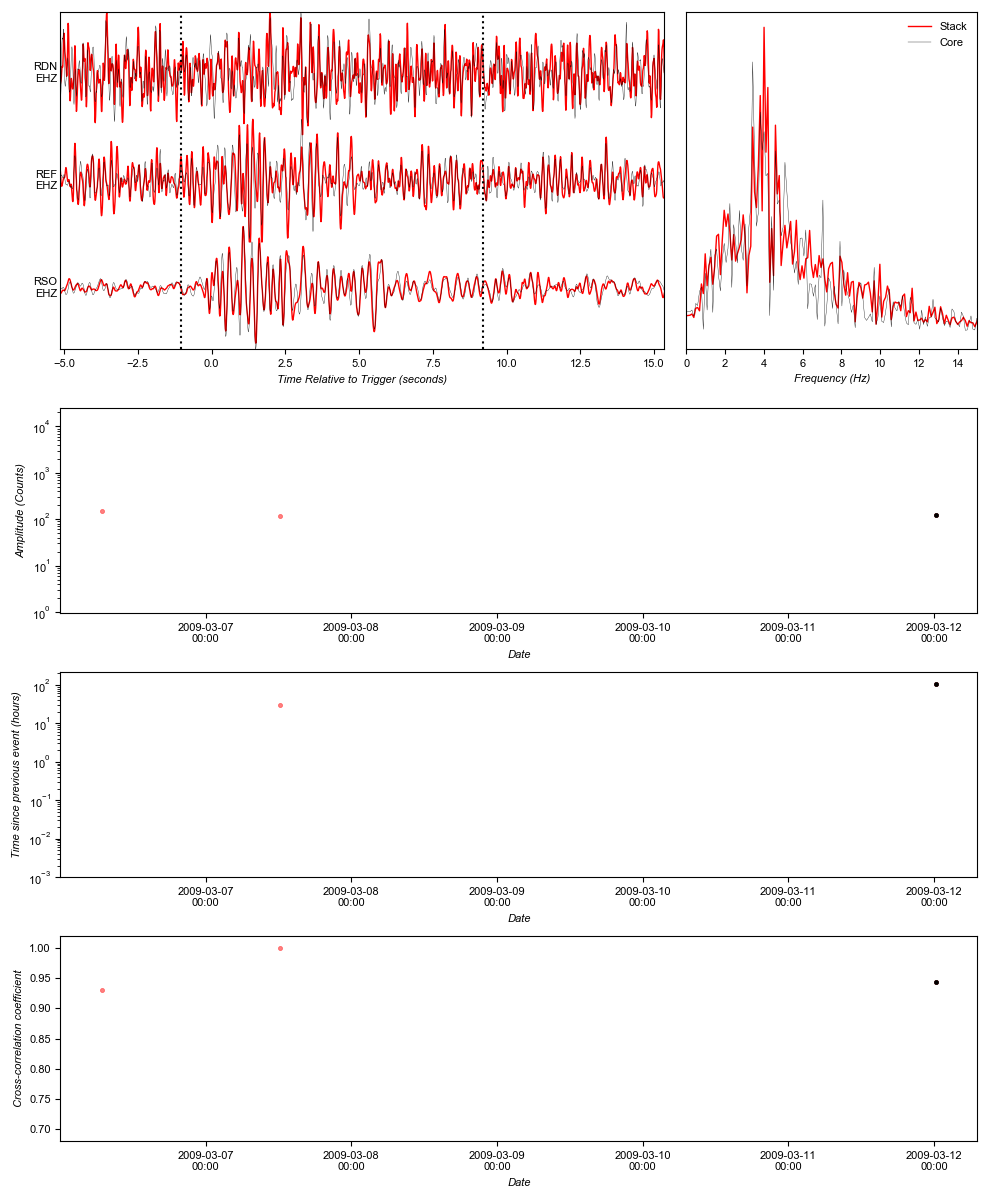 RDN
EHZ
REF
EHZ
RSO
EHZ
−5.0 −2.5 0.0 2.5 5.0 7.5 10.0 12.5 15.0
Time Relative to Trigger (seconds)
Stack
Core
0 2 4 6 8 10 12 14
Frequency (Hz)
10^4
10^3
10^2
10^1
10^0
Amplitude (Counts)
2009-03-07 2009-03-08 2009-03-09 2009-03-10 2009-03-11 2009-03-12
00:00 00:00 00:00 00:00 00:00 00:00
Date
10^2
10^1
10^0
10^−1
10^−2
10^−3
Time since previous event (hours)
2009-03-07 2009-03-08 2009-03-09 2009-03-10 2009-03-11 2009-03-12
00:00 00:00 00:00 00:00 00:00 00:00
Date
1.00
0.95
0.90
0.85
0.80
0.75
0.70
Cross-correlation coefficient
2009-03-07 2009-03-08 2009-03-09 2009-03-10 2009-03-11 2009-03-12
00:00 00:00 00:00 00:00 00:00 00:00
Date